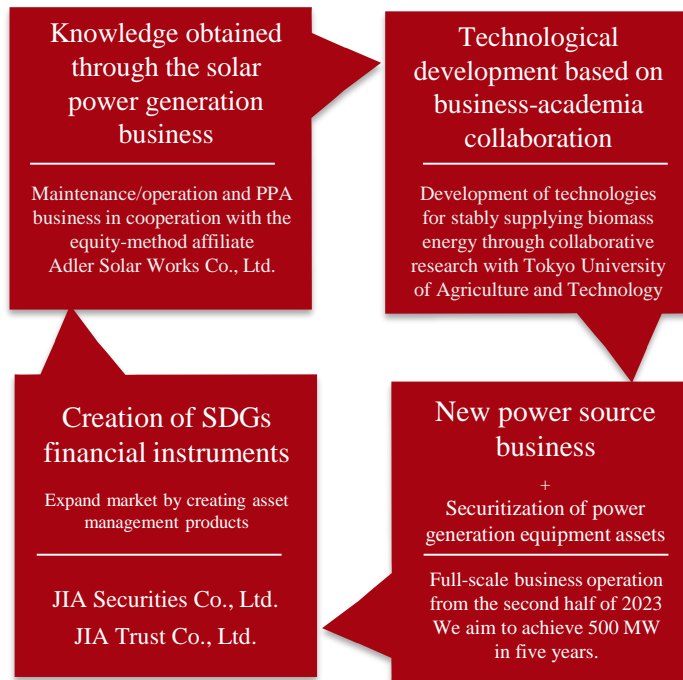 Knowledge obtained
through the solar
power generation
business
Maintenance/operation and PPA
business in cooperation with the
equity-method affiliate
Adler Solar Works Co., Ltd.
Technological
development based on
business-academia
collaboration
Development of technologies
for stably supplying biomass
energy through collaborative
research with Tokyo University
of Agriculture and Technology
New power source
business
+
Securitization of power
generation equipment assets
Full-scale business operation
from the second half of 2023
We aim to achieve 500 MW
in five years.
Creation of SDGs
financial instruments
Expand market by creating asset
management products
JIA Securities Co., Ltd.
JIA Trust Co., Ltd.